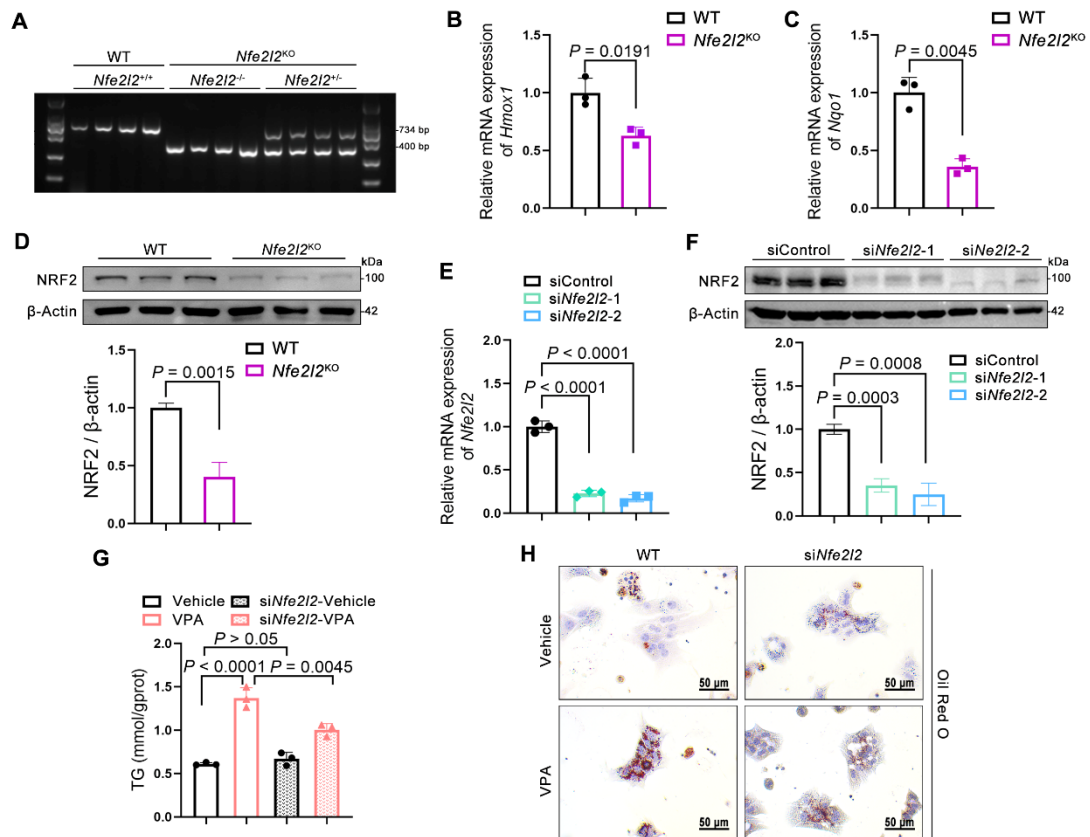 A
WT
Nfe2l2ᴷᴼ
Nfe2l2⁺/⁺
Nfe2l2⁻/⁻
Nfe2l2⁺/⁻
-734 bp
-400 bp
B
WT
Nfe2l2ᴷᴼ
P = 0.0191
Relative mRNA expression
of Hmox1
1.5
1.0
0.5
0.0
C
WT
Nfe2l2ᴷᴼ
P = 0.0045
Relative mRNA expression
of Nqo1
1.5
1.0
0.5
0.0
D
WT
Nfe2l2ᴷᴼ
kDa
NRF2
-100
β-Actin
-42
WT
Nfe2l2ᴷᴼ
P = 0.0015
NRF2 / β-actin
1.5
1.0
0.5
0.0
E
siControl
siNfe2l2-1
siNfe2l2-2
P < 0.0001
P < 0.0001
Relative mRNA expression
of Nfe2l2
2.0
1.5
1.0
0.5
0.0
F
siControl
siNfe2l2-1
siNe2l2-2
kDa
NRF2
-100
β-Actin
-42
siControl
siNfe2l2-1
siNfe2l2-2
P = 0.0008
P = 0.0003
NRF2 / β-actin
2.0
1.5
1.0
0.5
0.0
G
Vehicle
siNfe2l2-Vehicle
VPA
siNfe2l2-VPA
P > 0.05
P < 0.0001
P = 0.0045
TG (mmol/gprot)
2.0
1.5
1.0
0.5
0.0
H
WT
siNfe2l2
Vehicle
50 μm
50 μm
VPA
50 μm
50 μm
Oil Red O